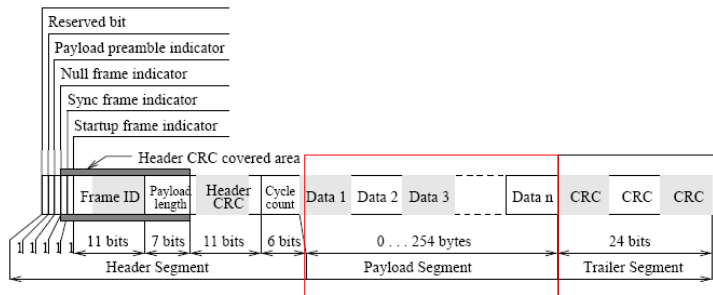 Reserved bit
Payload preamble indicator
Null frame indicator
Sync frame indicator
Startup frame indicator
Header CRC covered area
Frame ID Payload length Header CRC Cycle count Data 1 Data 2 Data 3 Data n CRC CRC CRC
1 1 1 1 1 11 bits 7 bits 11 bits 6 bits 0 . . . 254 bytes 24 bits
Header Segment Payload Segment Trailer Segment